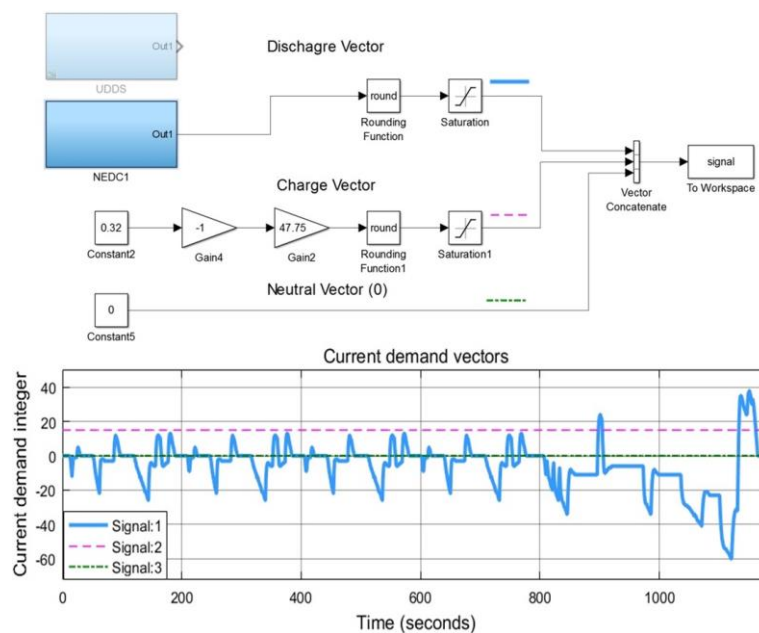 Out1
UDDS
Dischagre Vector
Out1
NEDC1
round
Rounding
Function
Saturation
Vector
Concatenate
signal
To Workspace
Charge Vector
0.32
Constant2
-1
Gain4
47.75
Gain2
round
Rounding
Function1
Saturation1
Neutral Vector (0)
0
Constant5
Current demand vectors
Current demand integer
40
20
0
-20
-40
-60
Signal:1
Signal:2
Signal:3
0 200 400 600 800 1000
Time (seconds)